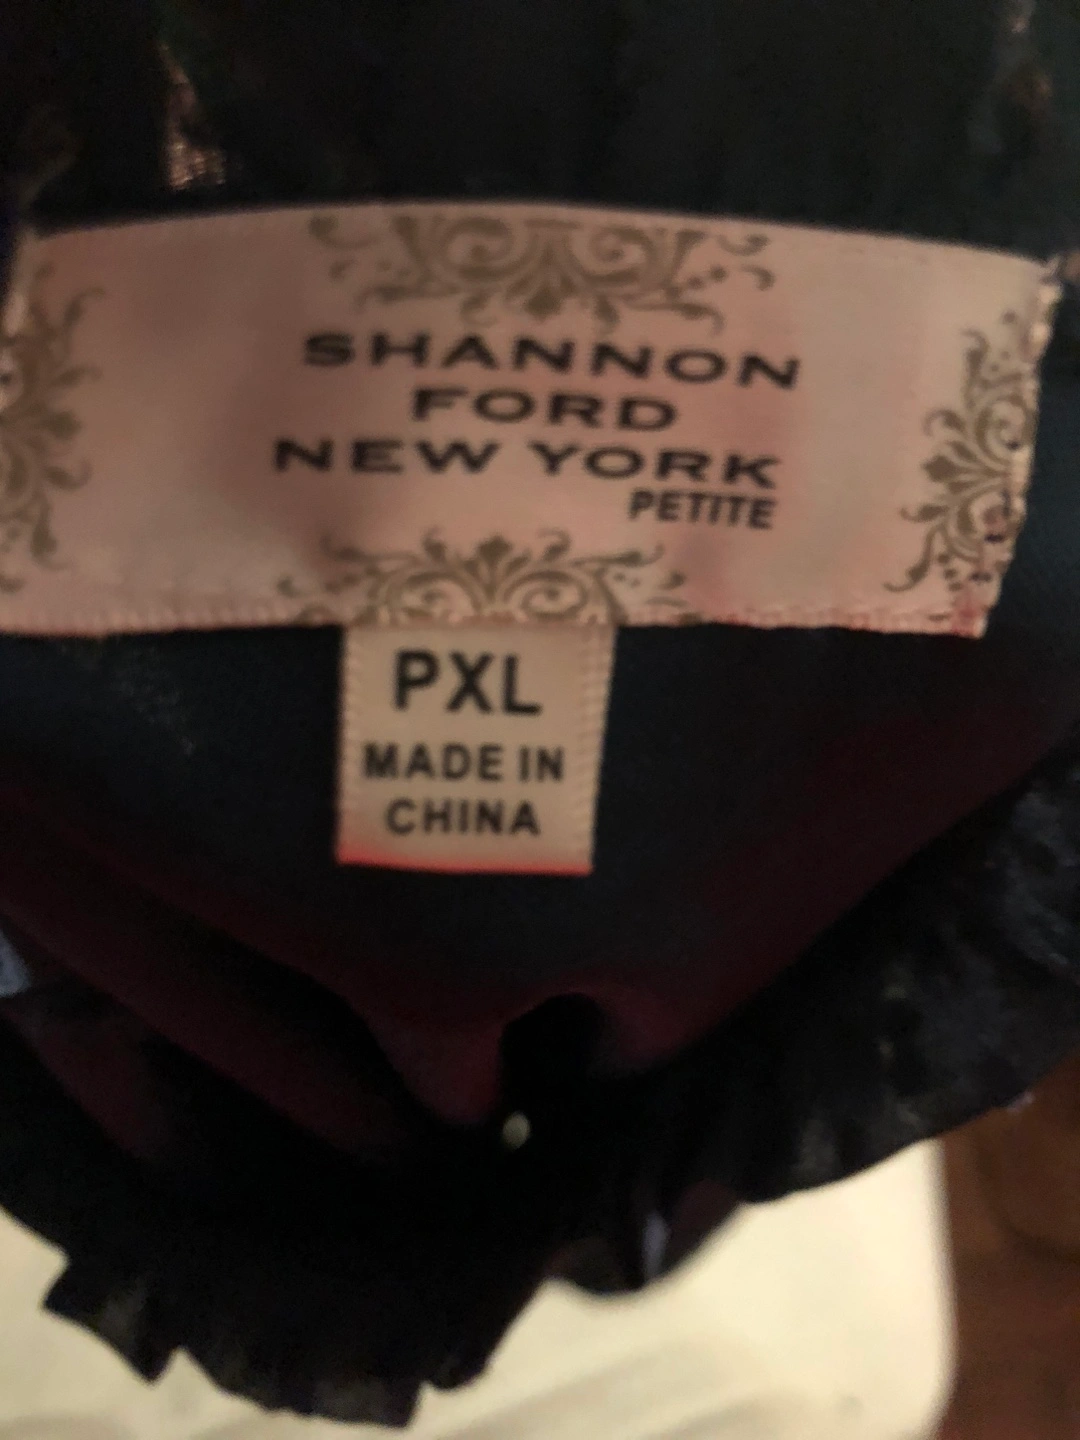 SHANNON
FORD
NEW YORK
PETITE
PXL
MADE IN
CHINA